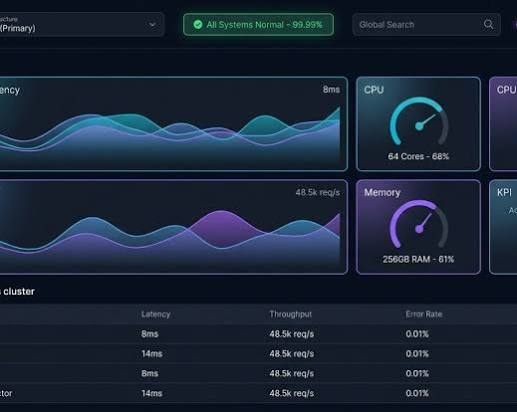 (Primary)
All Systems Normal - 99.99%
Global Search
ency
8ms
CPU
64 Cores - 68%
CPU
48.5k req/s
Memory
256GB RAM - 61%
KPI
cluster
Latency
Throughput
Error Rate
8ms
48.5k req/s
0.01%
14ms
48.5k req/s
0.01%
8ms
48.5k req/s
0.01%
ctor
14ms
48.5k req/s
0.01%